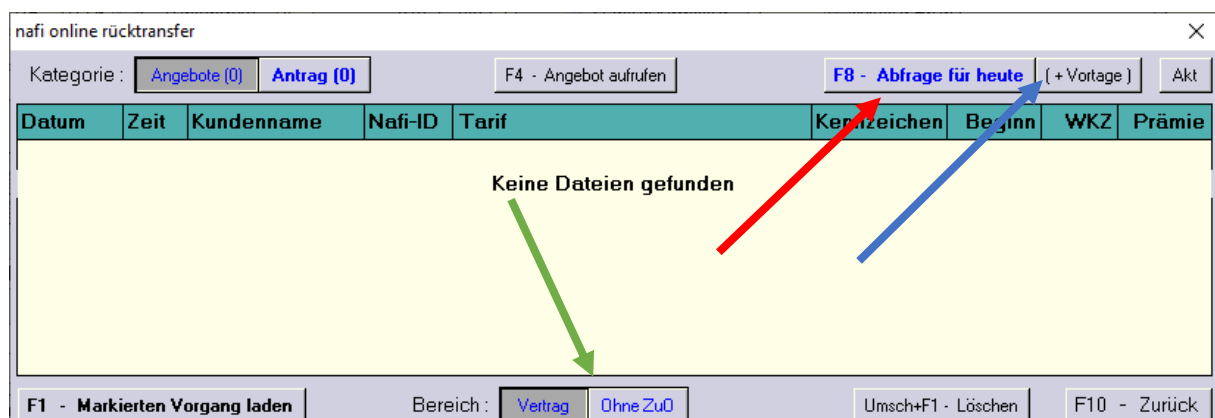 nafi online rücktransfer
Kategorie : Angebote (0) Antrag (0) F4 - Angebot aufrufen F8 - Abfrage für heute ( + Vortage ) Akt
Datum Zeit Kundenname Nafi-ID Tarif Kennzeichen Beginn WKZ Prämie
Keine Dateien gefunden
F1 - Markierten Vorgang laden Bereich : Vertrag Ohne ZuO Umsch+F1 - Löschen F10 - Zurück